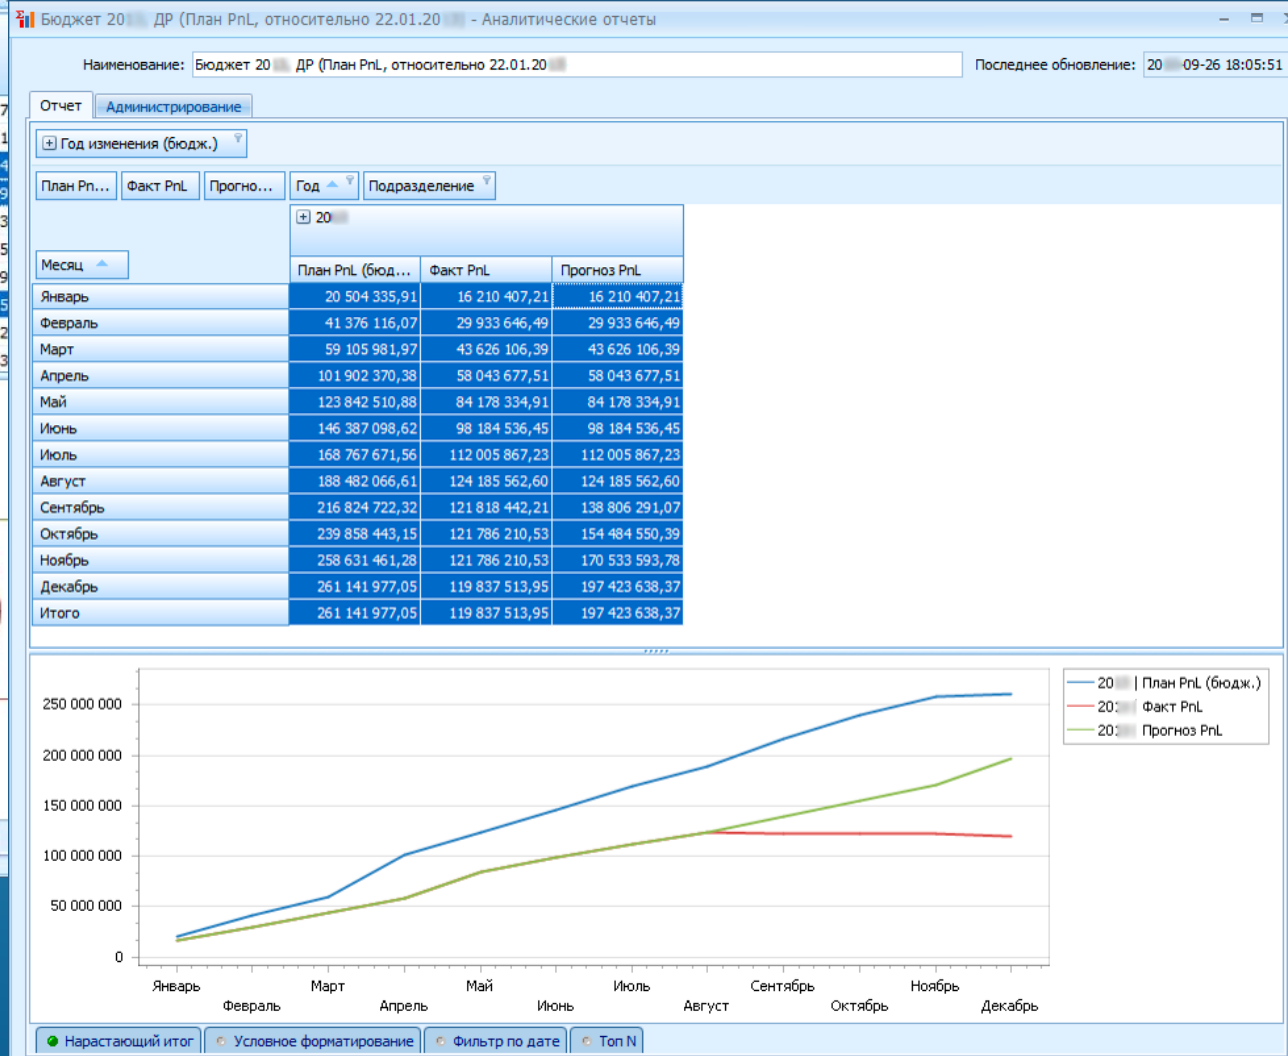 Бюджет 20 ДР (План PnL, относительно 22.01.20 - Аналитические отчеты
Наименование: Бюджет 20 ДР (План PnL, относительно 22.01.20
Последнее обновление: 20 -09-26 18:05:51
Отчет Администрирование
Год изменения (бюдж.)
План Pn... Факт PnL Прогно... Год Подразделение
20
Месяц План PnL (бюд... Факт PnL Прогноз PnL
Январь 20 504 335,91 16 210 407,21 16 210 407,21
Февраль 41 376 116,07 29 933 646,49 29 933 646,49
Март 59 105 981,97 43 626 106,39 43 626 106,39
Апрель 101 902 370,38 58 043 677,51 58 043 677,51
Май 123 842 510,88 84 178 334,91 84 178 334,91
Июнь 146 387 098,62 98 184 536,45 98 184 536,45
Июль 168 767 671,56 112 005 867,23 112 005 867,23
Август 188 482 066,61 124 185 562,60 124 185 562,60
Сентябрь 216 824 722,32 121 818 442,21 138 806 291,07
Октябрь 239 858 443,15 121 786 210,53 154 484 550,39
Ноябрь 258 631 461,28 121 786 210,53 170 533 593,78
Декабрь 261 141 977,05 119 837 513,95 197 423 638,37
Итого 261 141 977,05 119 837 513,95 197 423 638,37
250 000 000
200 000 000
150 000 000
100 000 000
50 000 000
0
Январь Март Май Июль Сентябрь Ноябрь
Февраль Апрель Июнь Август Октябрь Декабрь
20 | План PnL (бюдж.)
20 Факт PnL
20 Прогноз PnL
Нарастающий итог Условное форматирование Фильтр по дате Топ N